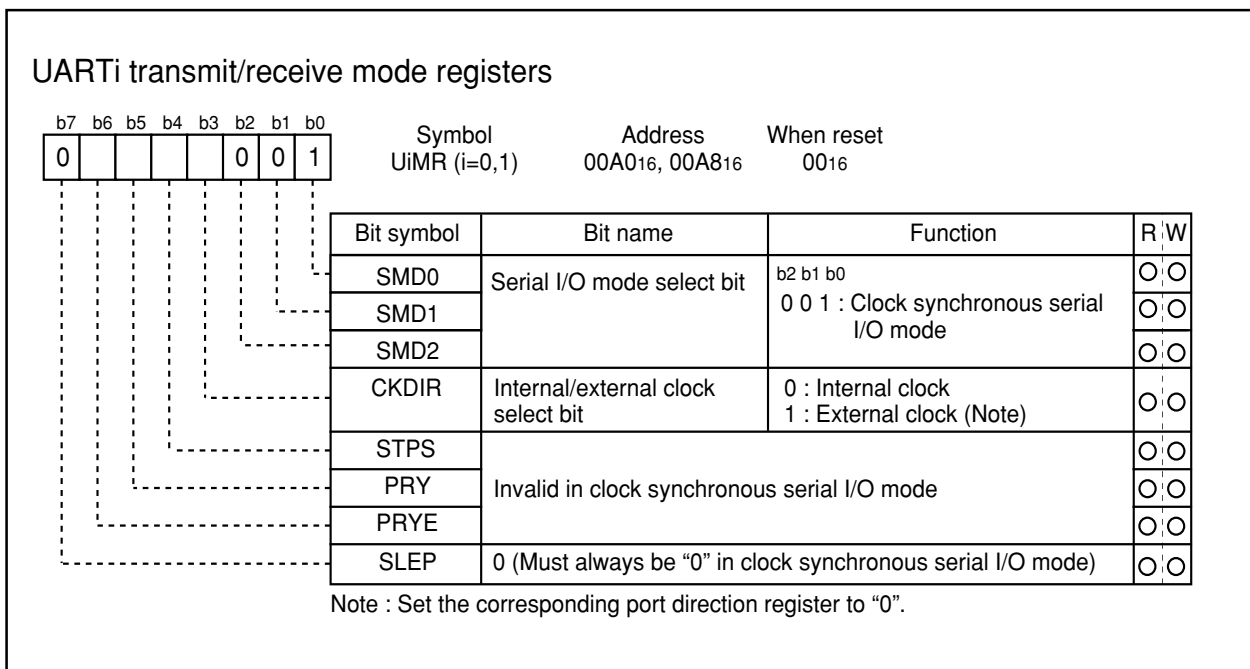 UARTi transmit/receive mode registers
b7 b6 b5 b4 b3 b2 b1 b0
0 0 0 1
Symbol Address When reset
UiMR (i=0,1) 00A016, 00A816 0016
Bit symbol Bit name Function R W
SMD0 Serial I/O mode select bit b2 b1 b0
0 0 1 : Clock synchronous serial
SMD1 I/O mode
SMD2
CKDIR Internal/external clock 0 : Internal clock
select bit 1 : External clock (Note)
STPS
PRY Invalid in clock synchronous serial I/O mode
PRYE
SLEP 0 (Must always be “0” in clock synchronous serial I/O mode)
Note : Set the corresponding port direction register to “0”.